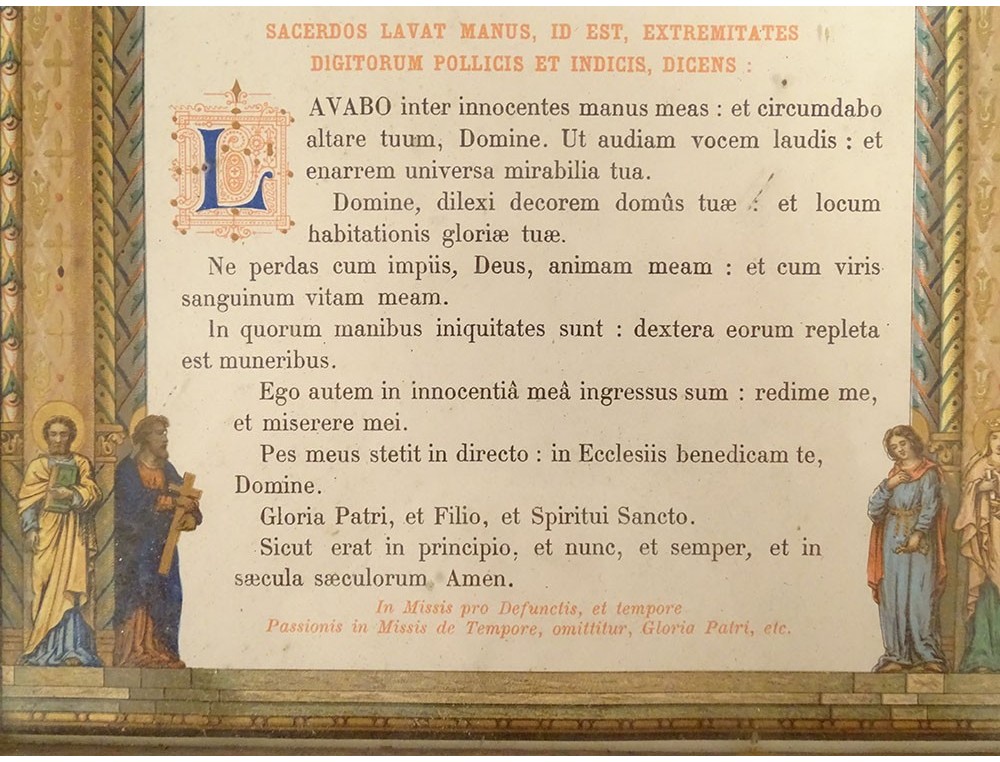 SACERDOS LAVAT MANUS, ID EST, EXTREMITATES
DIGITORUM POLLICIS ET INDICIS, DICENS :
LAVABO inter innocentes manus meas : et circumdabo
altare tuum, Domine. Ut audiam vocem laudis : et
enarrem universa mirabilia tua.
Domine, dilexi decorem domûs tuæ : et locum
habitationis gloriæ tuæ.
Ne perdas cum impiis, Deus, animam meam : et cum viris
sanguinum vitam meam.
In quorum manibus iniquitates sunt : dextera eorum repleta
est muneribus.
Ego autem in innocentiâ meâ ingressus sum : redime me,
et miserere mei.
Pes meus stetit in directo : in Ecclesiis benedicam te,
Domine.
Gloria Patri, et Filio, et Spiritui Sancto.
Sicut erat in principio, et nunc, et semper, et in
sæcula sæculorum. Amen.
In Missis pro Defunctis, et tempore
Passionis in Missis de Tempore, omittitur, Gloria Patri, etc.